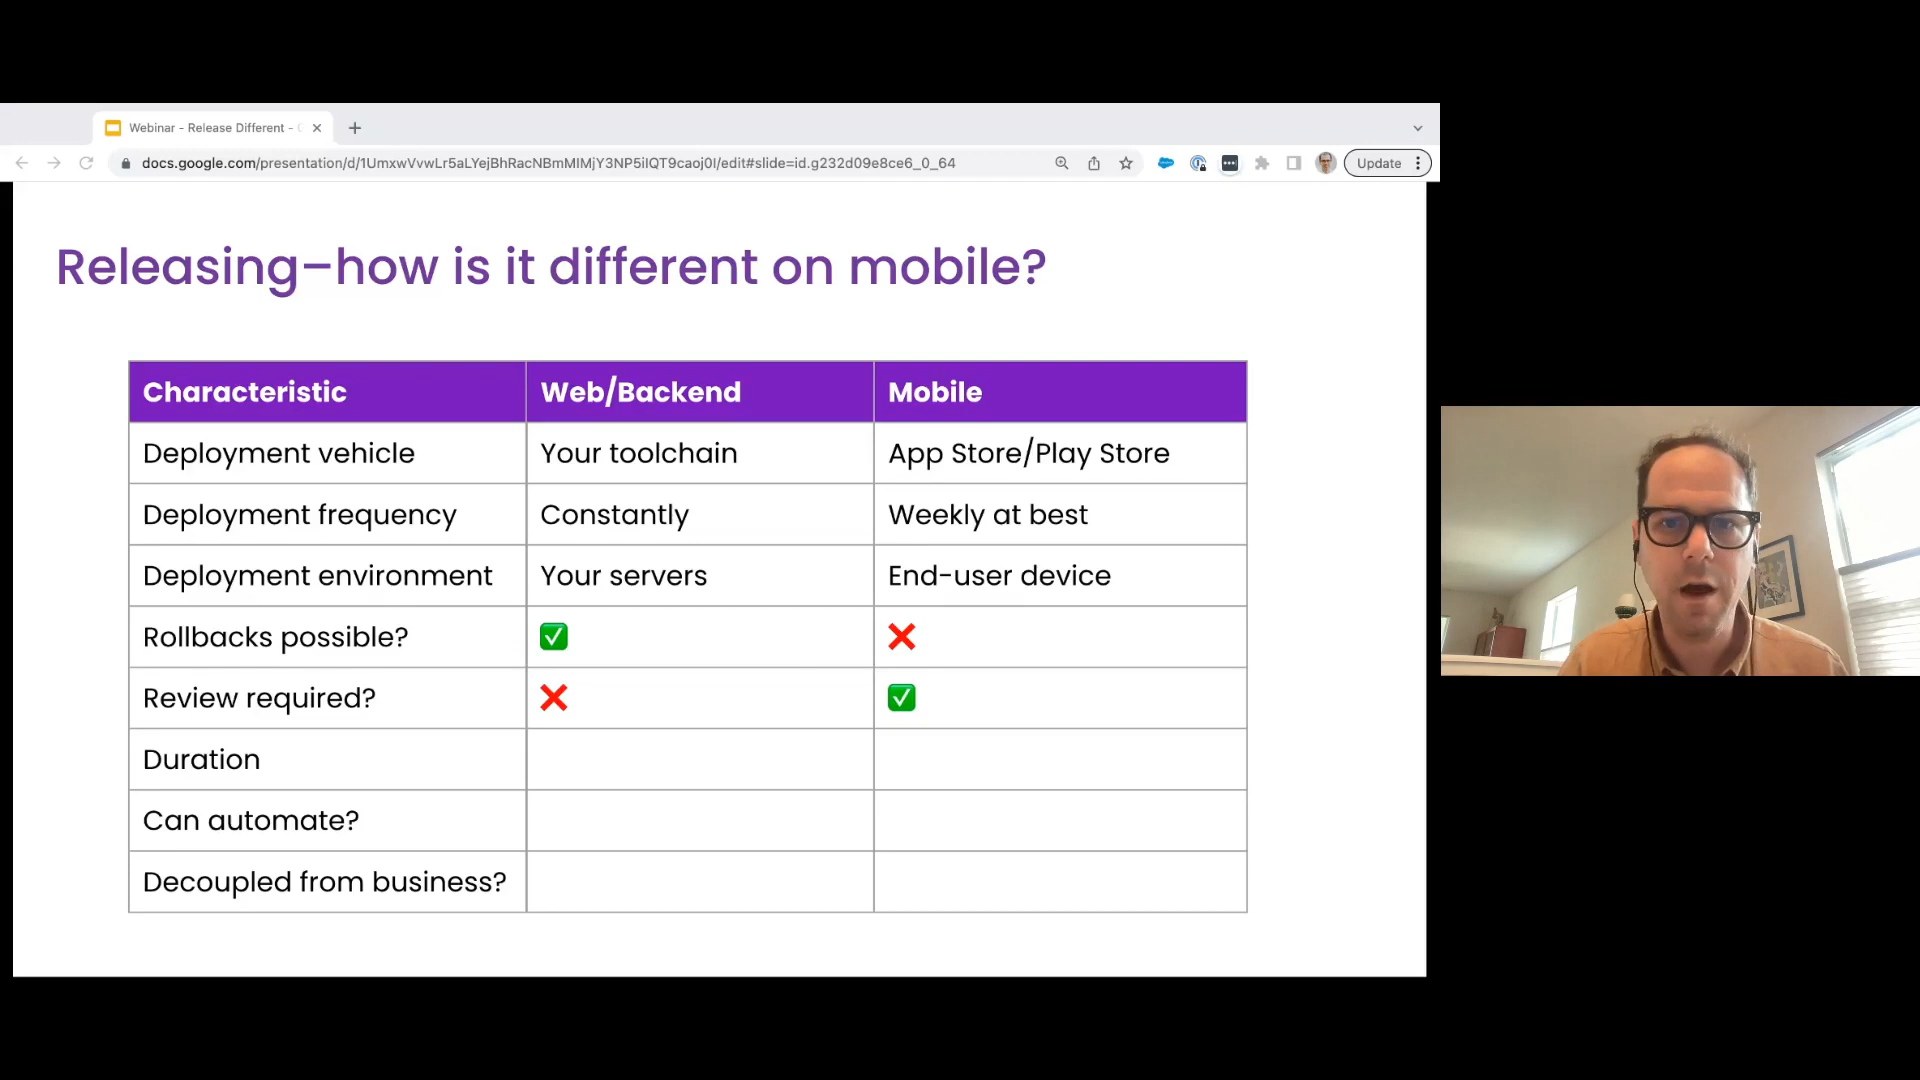 Webinar - Release Different -
docs.google.com/presentation/d/1UmxwVvwLr5aLYejBhRacNBmMIMjY3NP5iIQT9caoj0I/edit#slide=id.g232d09e8ce6_0_64
Update
Releasing–how is it different on mobile?
Characteristic Web/Backend Mobile
Deployment vehicle Your toolchain App Store/Play Store
Deployment frequency Constantly Weekly at best
Deployment environment Your servers End-user device
Rollbacks possible? ✅ ❌
Review required? ❌ ✅
Duration
Can automate?
Decoupled from business?